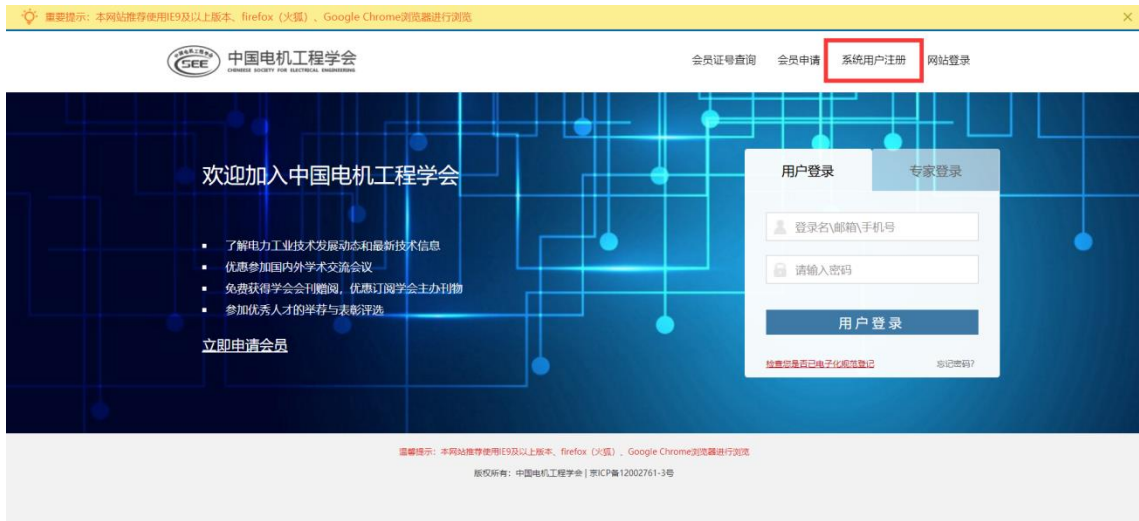 重要提示：本网站推荐使用IE9及以上版本、firefox（火狐）、Google Chrome浏览器进行浏览
中国电机工程学会
CSEE
CHINESE SOCIETY FOR ELECTRICAL ENGINEERING
会员证号查询 会员申请 系统用户注册 网站登录
欢迎加入中国电机工程学会
了解电力工业技术发展动态和最新技术信息
优惠参加国内外学术交流会议
免费获得学会会刊赠阅，优惠订阅学会主办刊物
参加优秀人才的举荐与表彰评选
立即申请会员
用户登录 专家登录
登录名\邮箱\手机号
请输入密码
用户登录
检查您是否已电子化规范登记 忘记密码?
温馨提示：本网站推荐使用IE9及以上版本、firefox（火狐）、Google Chrome浏览器进行浏览
版权所有：中国电机工程学会 | 京ICP备12002761-3号